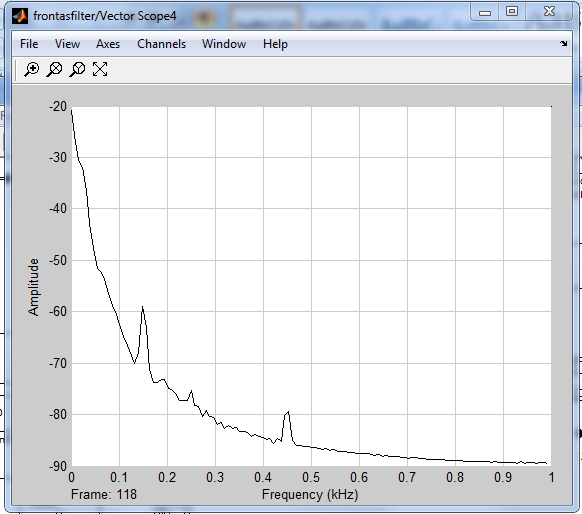 frontasfilter/Vector Scope4
File View Axes Channels Window Help
-20
-30
-40
-50
-60
-70
-80
-90
Amplitude
0 0.1 0.2 0.3 0.4 0.5 0.6 0.7 0.8 0.9 1
Frame: 118 Frequency (kHz)